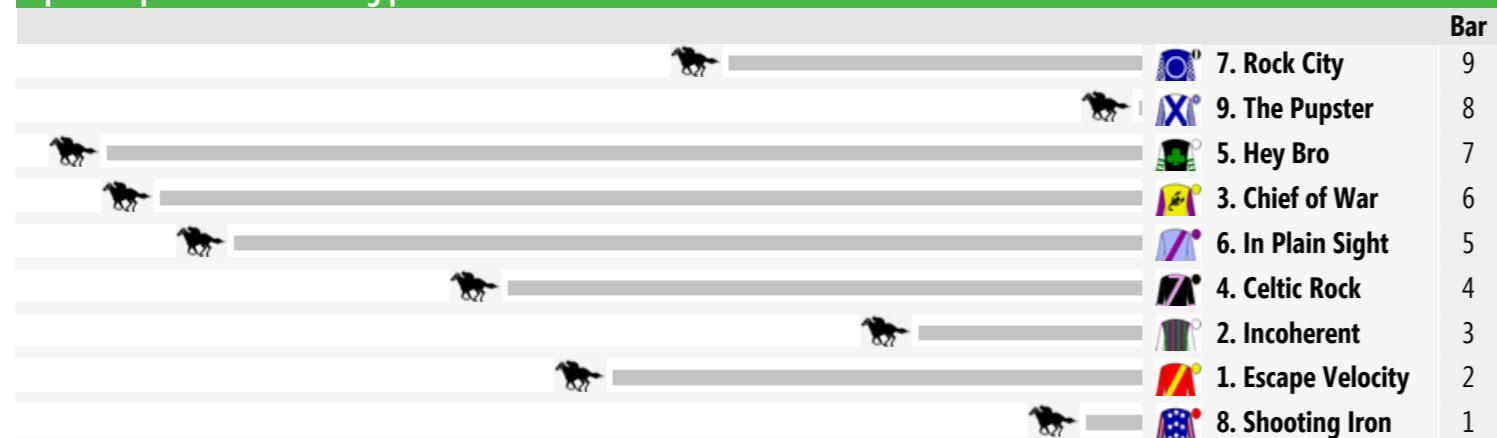 Bar
7. Rock City 9
9. The Pupster 8
5. Hey Bro 7
3. Chief of War 6
6. In Plain Sight 5
4. Celtic Rock 4
2. Incoherent 3
1. Escape Velocity 2
8. Shooting Iron 1